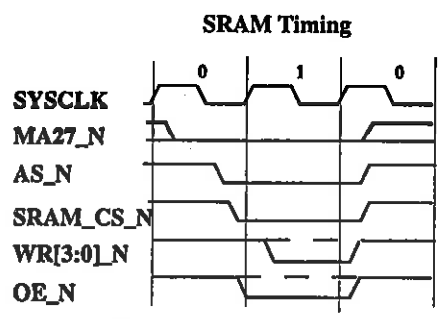 SRAM Timing
0 1 0
SYSCLK
MA27_N
AS_N
SRAM_CS_N
WR[3:0]_N
OE_N